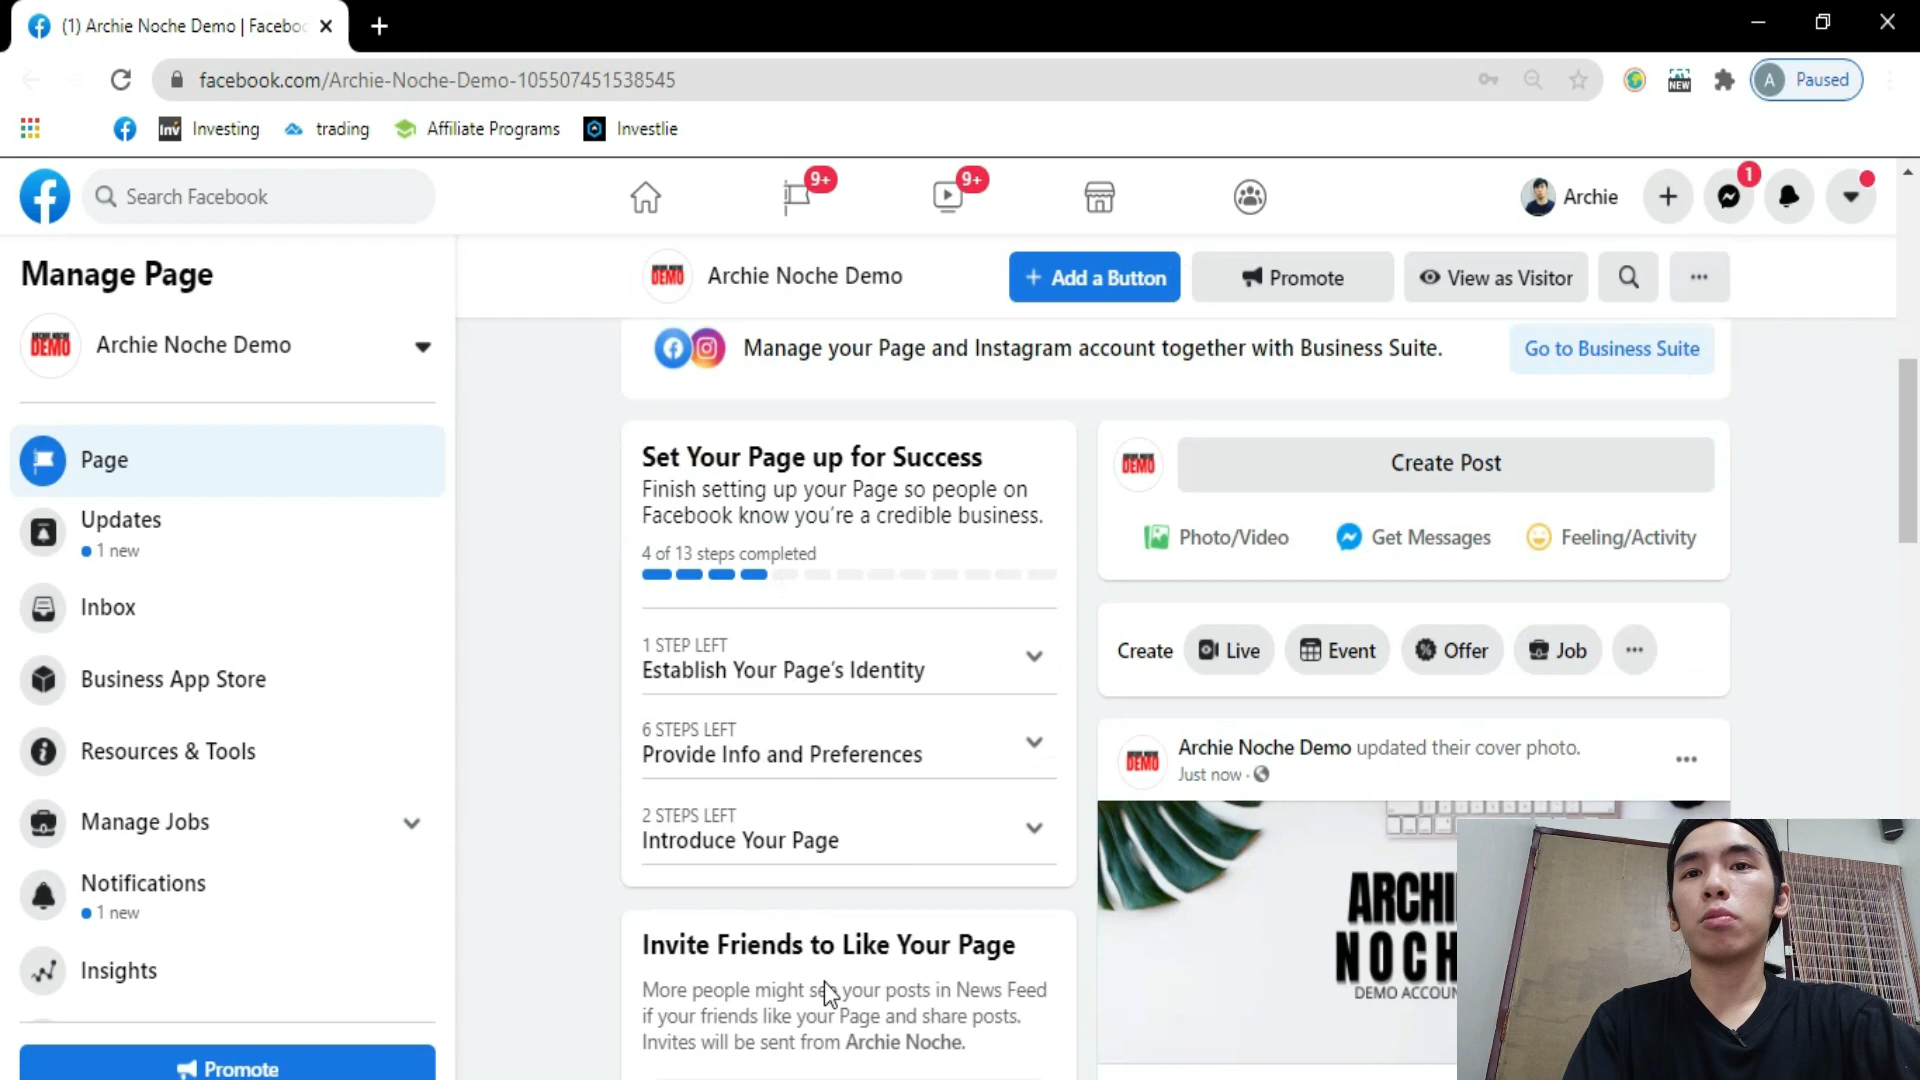 (1) Archie Noche Demo | Faceboo
facebook.com/Archie-Noche-Demo-105507451538545
NEW
A Paused
Inv Investing
trading
Affiliate Programs
Investlie
Search Facebook
9+
9+
Archie
1
Manage Page
DEMO
Archie Noche Demo
Page
Updates
1 new
Inbox
Business App Store
Resources & Tools
Manage Jobs
Notifications
1 new
Insights
Promote
DEMO
Archie Noche Demo
+ Add a Button
Promote
View as Visitor
Manage your Page and Instagram account together with Business Suite.
Go to Business Suite
Set Your Page up for Success
Finish setting up your Page so people on
Facebook know you're a credible business.
4 of 13 steps completed
1 STEP LEFT
Establish Your Page's Identity
6 STEPS LEFT
Provide Info and Preferences
2 STEPS LEFT
Introduce Your Page
Invite Friends to Like Your Page
More people might see your posts in News Feed
if your friends like your Page and share posts.
Invites will be sent from Archie Noche.
DEMO
Create Post
Photo/Video
Get Messages
Feeling/Activity
Create
Live
Event
Offer
Job
DEMO
Archie Noche Demo updated their cover photo.
Just now ·
ARCHI
NOCH
DEMO ACCOUN